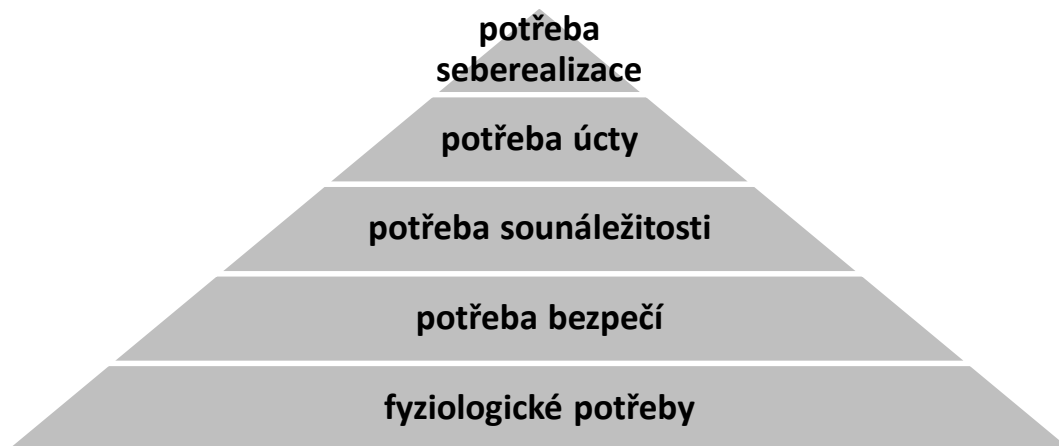 potřeba
seberealizace
potřeba úcty
potřeba sounáležitosti
potřeba bezpečí
fyziologické potřeby